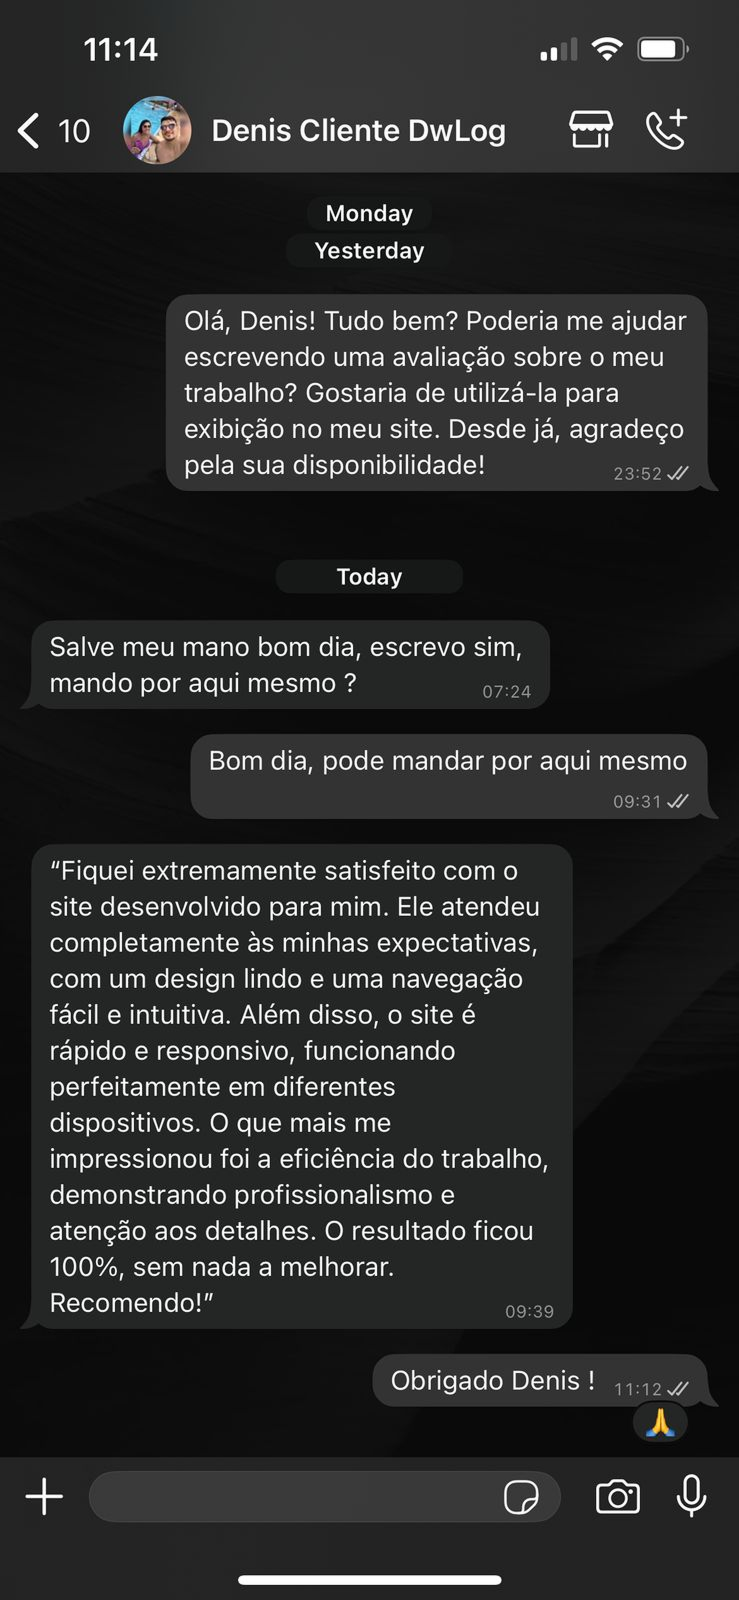 11:14
10
Denis Cliente DwLog
Monday
Yesterday
Olá, Denis! Tudo bem? Poderia me ajudar
escrevendo uma avaliação sobre o meu
trabalho? Gostaria de utilizá-la para
exibição no meu site. Desde já, agradeço
pela sua disponibilidade!
23:52
Today
Salve meu mano bom dia, escrevo sim,
mando por aqui mesmo ?
07:24
Bom dia, pode mandar por aqui mesmo
09:31
“Fiquei extremamente satisfeito com o
site desenvolvido para mim. Ele atendeu
completamente às minhas expectativas,
com um design lindo e uma navegação
fácil e intuitiva. Além disso, o site é
rápido e responsivo, funcionando
perfeitamente em diferentes
dispositivos. O que mais me
impressionou foi a eficiência do trabalho,
demonstrando profissionalismo e
atenção aos detalhes. O resultado ficou
100%, sem nada a melhorar.
Recomendo!”
09:39
Obrigado Denis !
11:12